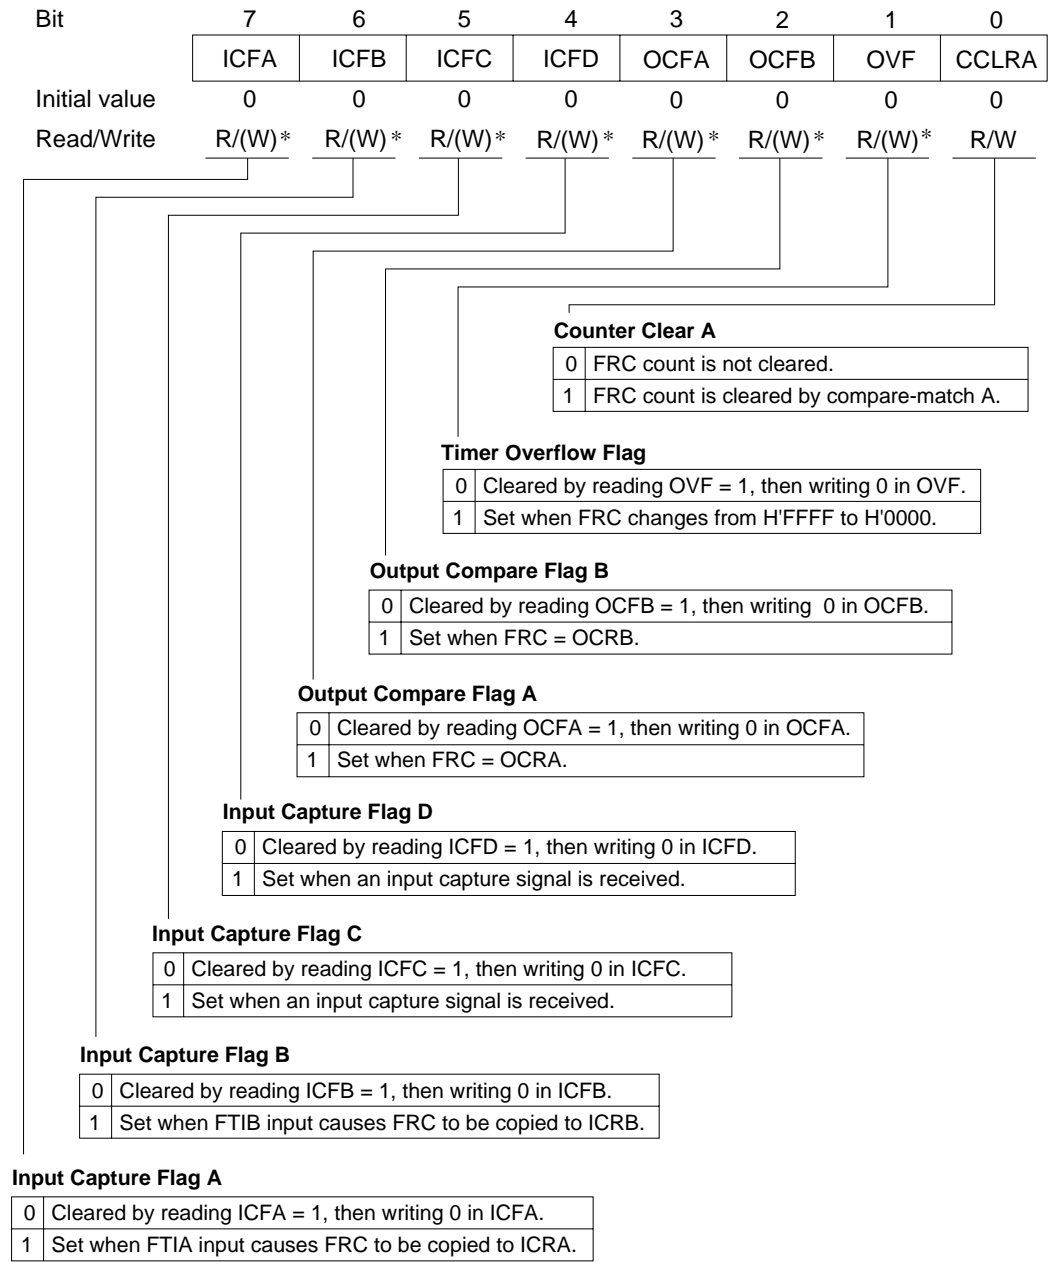 Bit 7 6 5 4 3 2 1 0
ICFA ICFB ICFC ICFD OCFA OCFB OVF CCLRA
Initial value 0 0 0 0 0 0 0 0
Read/Write R/(W)* R/(W)* R/(W)* R/(W)* R/(W)* R/(W)* R/(W)* R/W
Counter Clear A
0 FRC count is not cleared.
1 FRC count is cleared by compare-match A.
Timer Overflow Flag
0 Cleared by reading OVF = 1, then writing 0 in OVF.
1 Set when FRC changes from H'FFFF to H'0000.
Output Compare Flag B
0 Cleared by reading OCFB = 1, then writing 0 in OCFB.
1 Set when FRC = OCRB.
Output Compare Flag A
0 Cleared by reading OCFA = 1, then writing 0 in OCFA.
1 Set when FRC = OCRA.
Input Capture Flag D
0 Cleared by reading ICFD = 1, then writing 0 in ICFD.
1 Set when an input capture signal is received.
Input Capture Flag C
0 Cleared by reading ICFC = 1, then writing 0 in ICFC.
1 Set when an input capture signal is received.
Input Capture Flag B
0 Cleared by reading ICFB = 1, then writing 0 in ICFB.
1 Set when FTIB input causes FRC to be copied to ICRB.
Input Capture Flag A
0 Cleared by reading ICFA = 1, then writing 0 in ICFA.
1 Set when FTIA input causes FRC to be copied to ICRA.